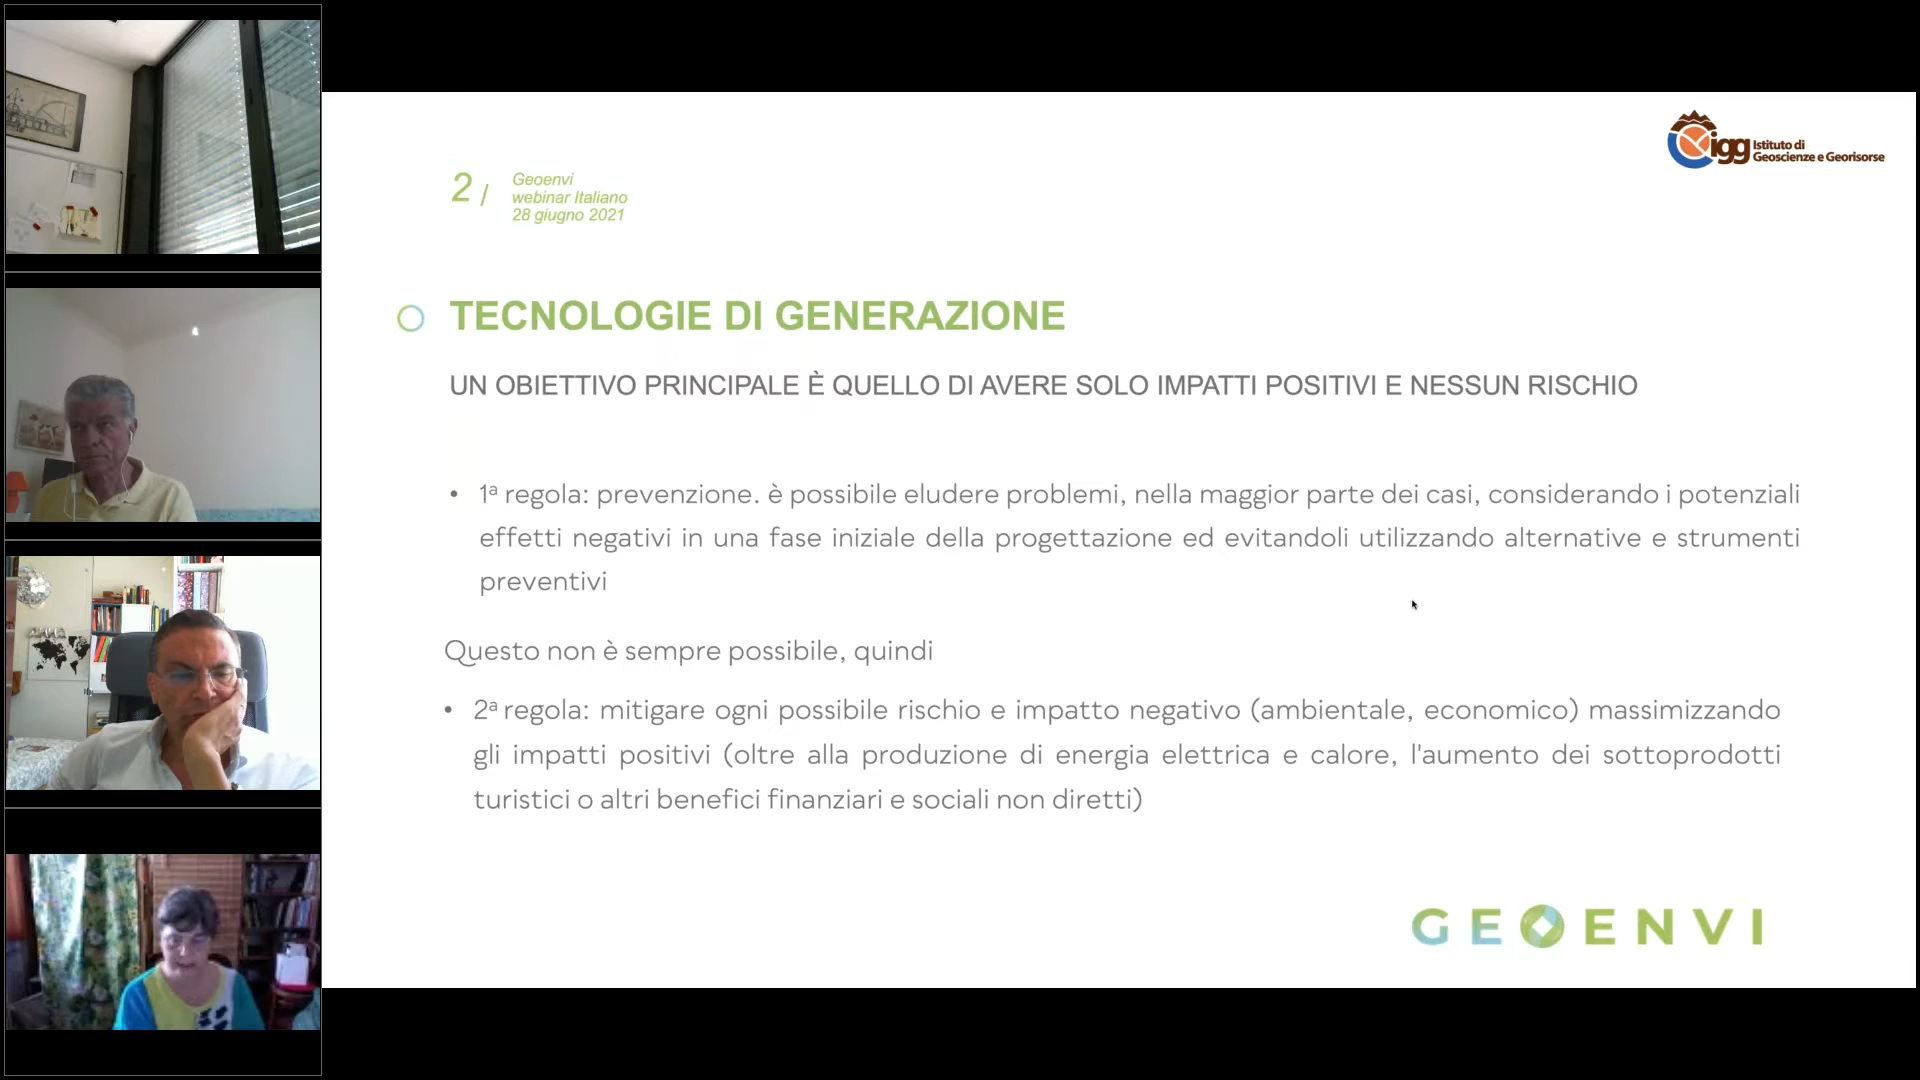 igg Istituto di
Geoscienze e Georisorse
2 /
Geoenvi
webinar Italiano
28 giugno 2021
TECNOLOGIE DI GENERAZIONE
UN OBIETTIVO PRINCIPALE È QUELLO DI AVERE SOLO IMPATTI POSITIVI E NESSUN RISCHIO
• 1ª regola: prevenzione. è possibile eludere problemi, nella maggior parte dei casi, considerando i potenziali
effetti negativi in una fase iniziale della progettazione ed evitandoli utilizzando alternative e strumenti
preventivi
Questo non è sempre possibile, quindi
• 2ª regola: mitigare ogni possibile rischio e impatto negativo (ambientale, economico) massimizzando
gli impatti positivi (oltre alla produzione di energia elettrica e calore, l'aumento dei sottoprodotti
turistici o altri benefici finanziari e sociali non diretti)
GEOENVI